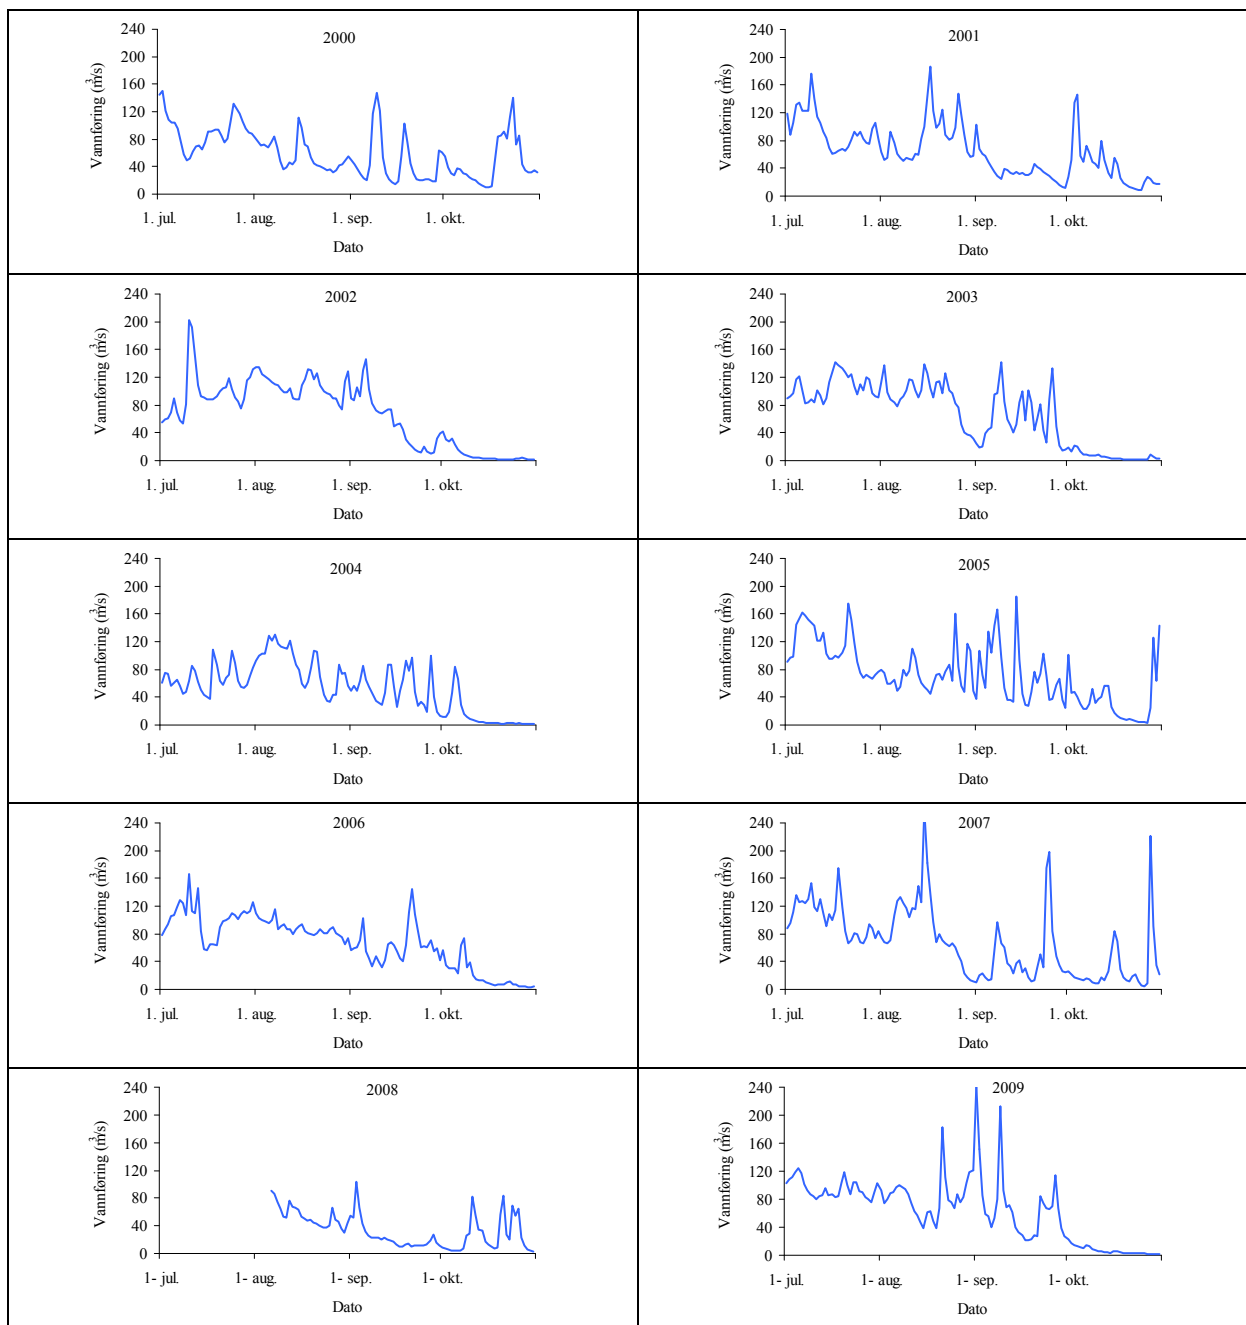 2000
Vannføring (m³/s)
240
200
160
120
80
40
0
1. jul.
1. aug.
1. sep.
1. okt.
Dato
2001
Vannføring (m³/s)
240
200
160
120
80
40
0
1. jul.
1. aug.
1. sep.
1. okt.
Dato
2002
Vannføring (m³/s)
240
200
160
120
80
40
0
1. jul.
1. aug.
1. sep.
1. okt.
Dato
2003
Vannføring (m³/s)
240
200
160
120
80
40
0
1. jul.
1. aug.
1. sep.
1. okt.
Dato
2004
Vannføring (m³/s)
240
200
160
120
80
40
0
1. jul.
1. aug.
1. sep.
1. okt.
Dato
2005
Vannføring (m³/s)
240
200
160
120
80
40
0
1. jul.
1. aug.
1. sep.
1. okt.
Dato
2006
Vannføring (m³/s)
240
200
160
120
80
40
0
1. jul.
1. aug.
1. sep.
1. okt.
Dato
2007
Vannføring (m³/s)
240
200
160
120
80
40
0
1. jul.
1. aug.
1. sep.
1. okt.
Dato
2008
Vannføring (m³/s)
240
200
160
120
80
40
0
1- jul.
1- aug.
1- sep.
1- okt.
Dato
2009
Vannføring (m³/s)
240
200
160
120
80
40
0
1- jul.
1- aug.
1- sep.
1- okt.
Dato